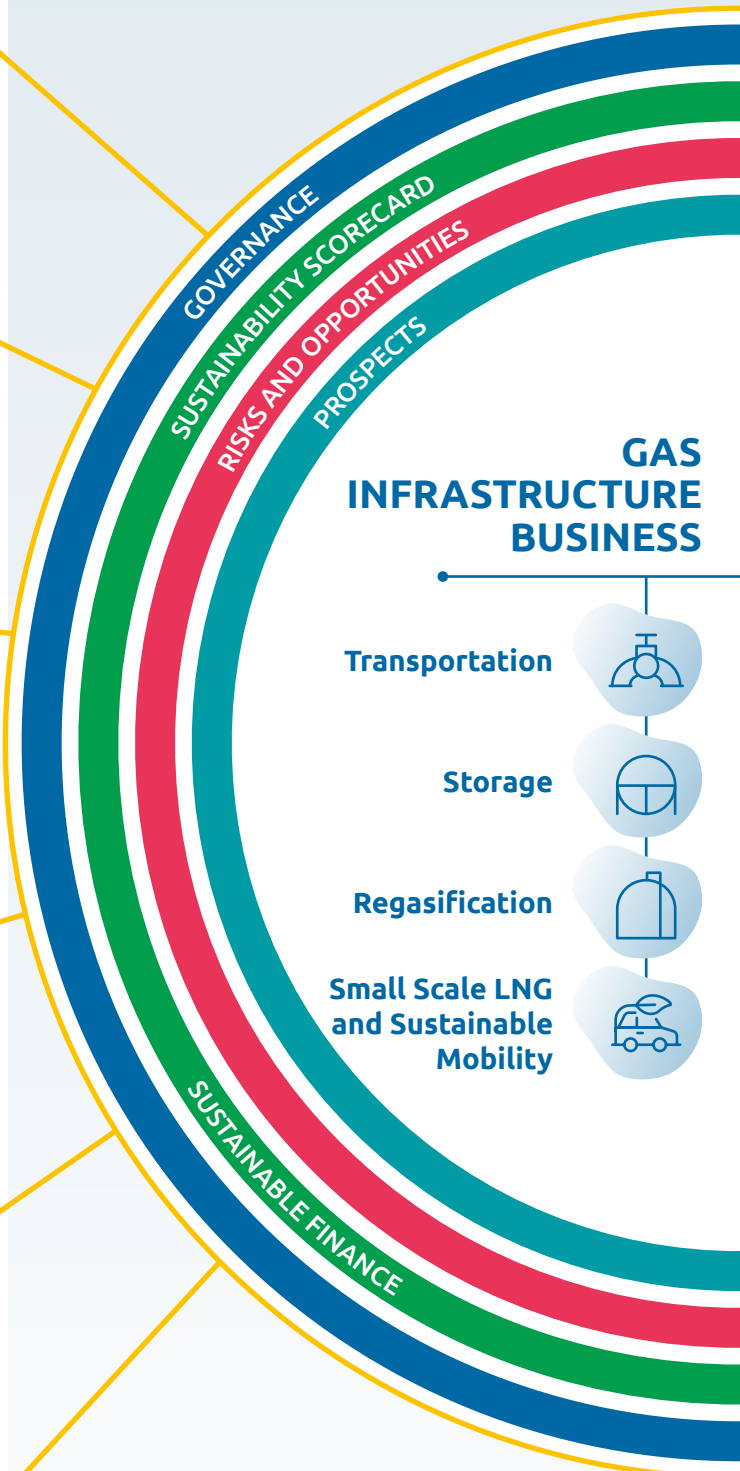 GOVERNANCE
SUSTAINABILITY SCORECARD
RISKS AND OPPORTUNITIES
PROSPECTS
GAS
INFRASTRUCTURE
BUSINESS
Transportation
Storage
Regasification
Small Scale LNG
and Sustainable
Mobility
SUSTAINABLE FINANCE